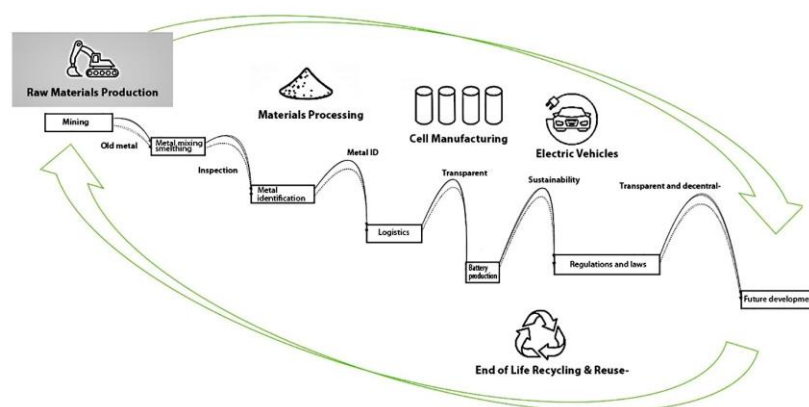 Raw Materials Production
Materials Processing
Cell Manufacturing
Electric Vehicles
Mining
Old metal
Metal,mixing
smelthing
Inspection
Metal
identification
Metal ID
Logistics
Transparent
Battery
production
Sustainability
Regulations and laws
Transparent and decentral-
Future developme
End of Life Recycling & Reuse-